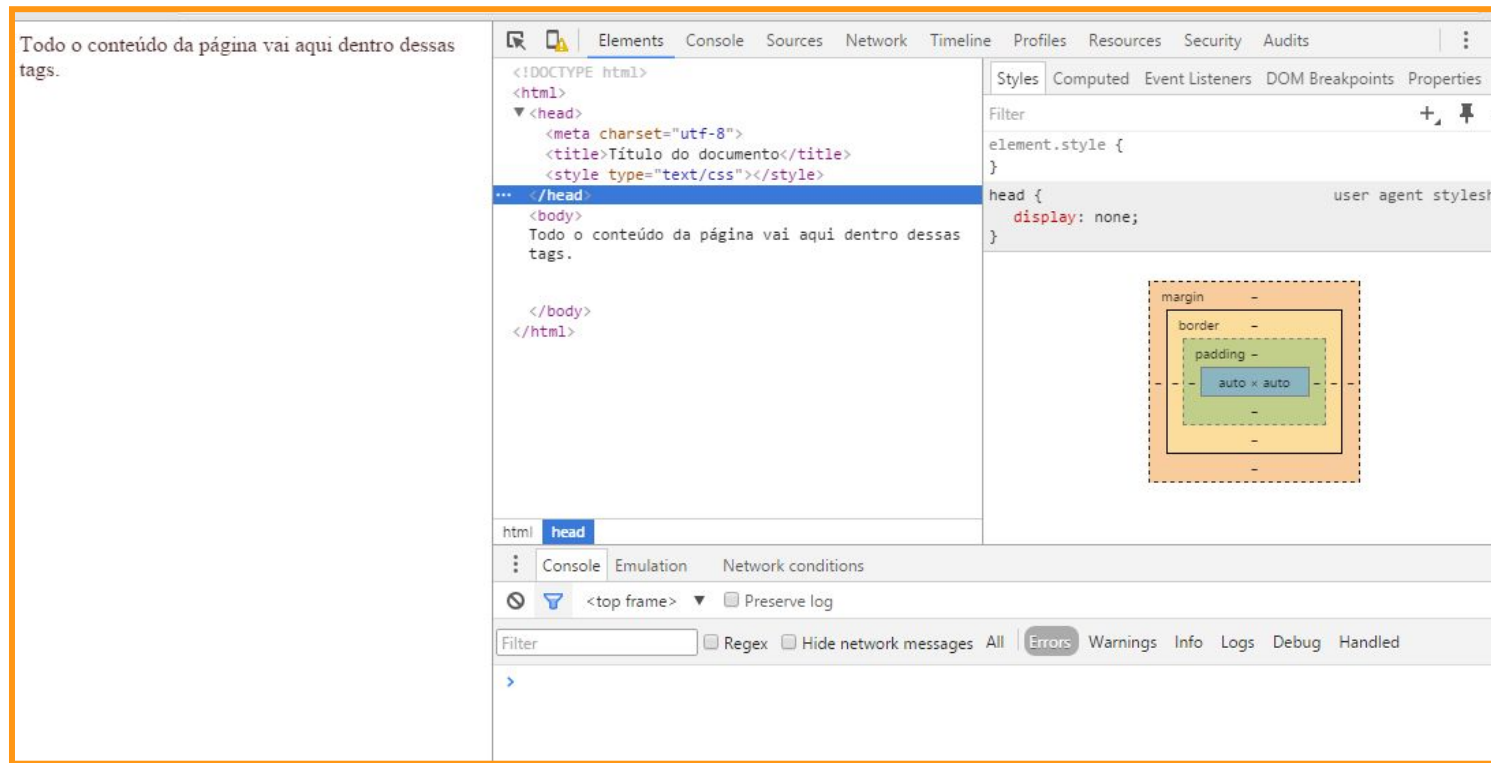 Todo o conteúdo da página vai aqui dentro dessas
tags.
Elements Console Sources Network Timeline Profiles Resources Security Audits
<!DOCTYPE html>
<html>
▼ <head>
<meta charset="utf-8">
<title>Título do documento</title>
<style type="text/css"></style>
... </head>
<body>
Todo o conteúdo da página vai aqui dentro dessas
tags.
</body>
</html>
html head
Styles Computed Event Listeners DOM Breakpoints Properties
Filter
element.style {
}
head { user agent stylesh
display: none;
}
margin –
border –
padding –
– – – auto × auto – – –
–
–
–
Console Emulation Network conditions
<top frame> ▼ Preserve log
Filter Regex Hide network messages All Errors Warnings Info Logs Debug Handled
>